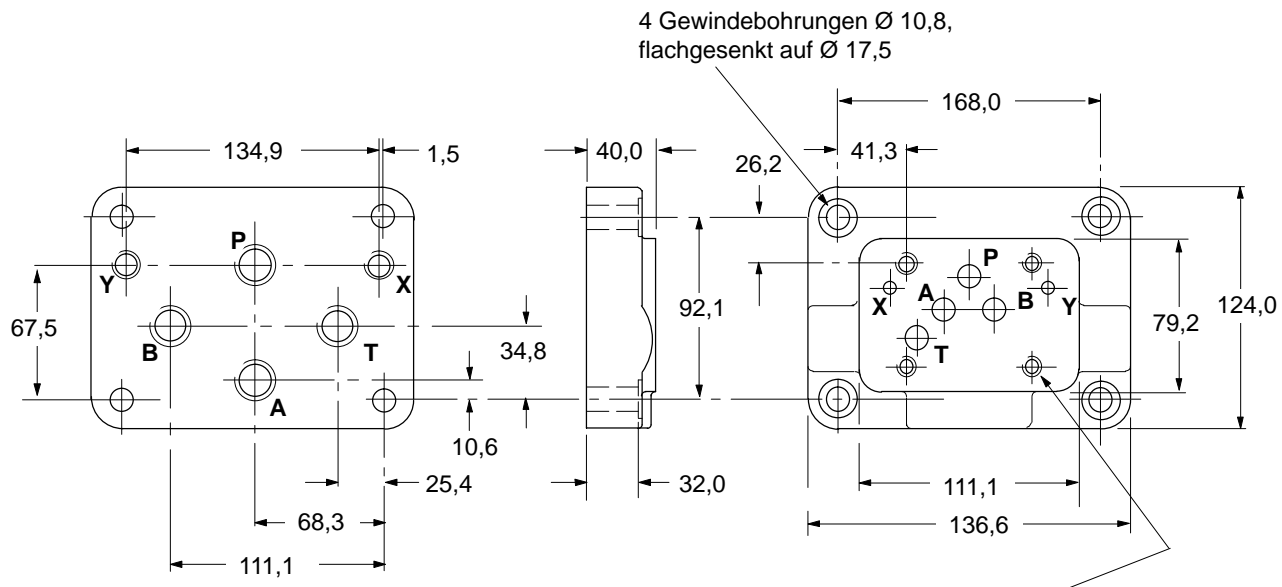 4 Gewindebohrungen Ø 10,8,
flachgesenkt auf Ø 17,5
168,0
134,9
1,5
40,0
26,2
41,3
P
Y
X
B
T
A
67,5
34,8
10,6
25,4
68,3
111,1
92,1
32,0
P
X
A
B
Y
T
79,2
124,0
111,1
136,6